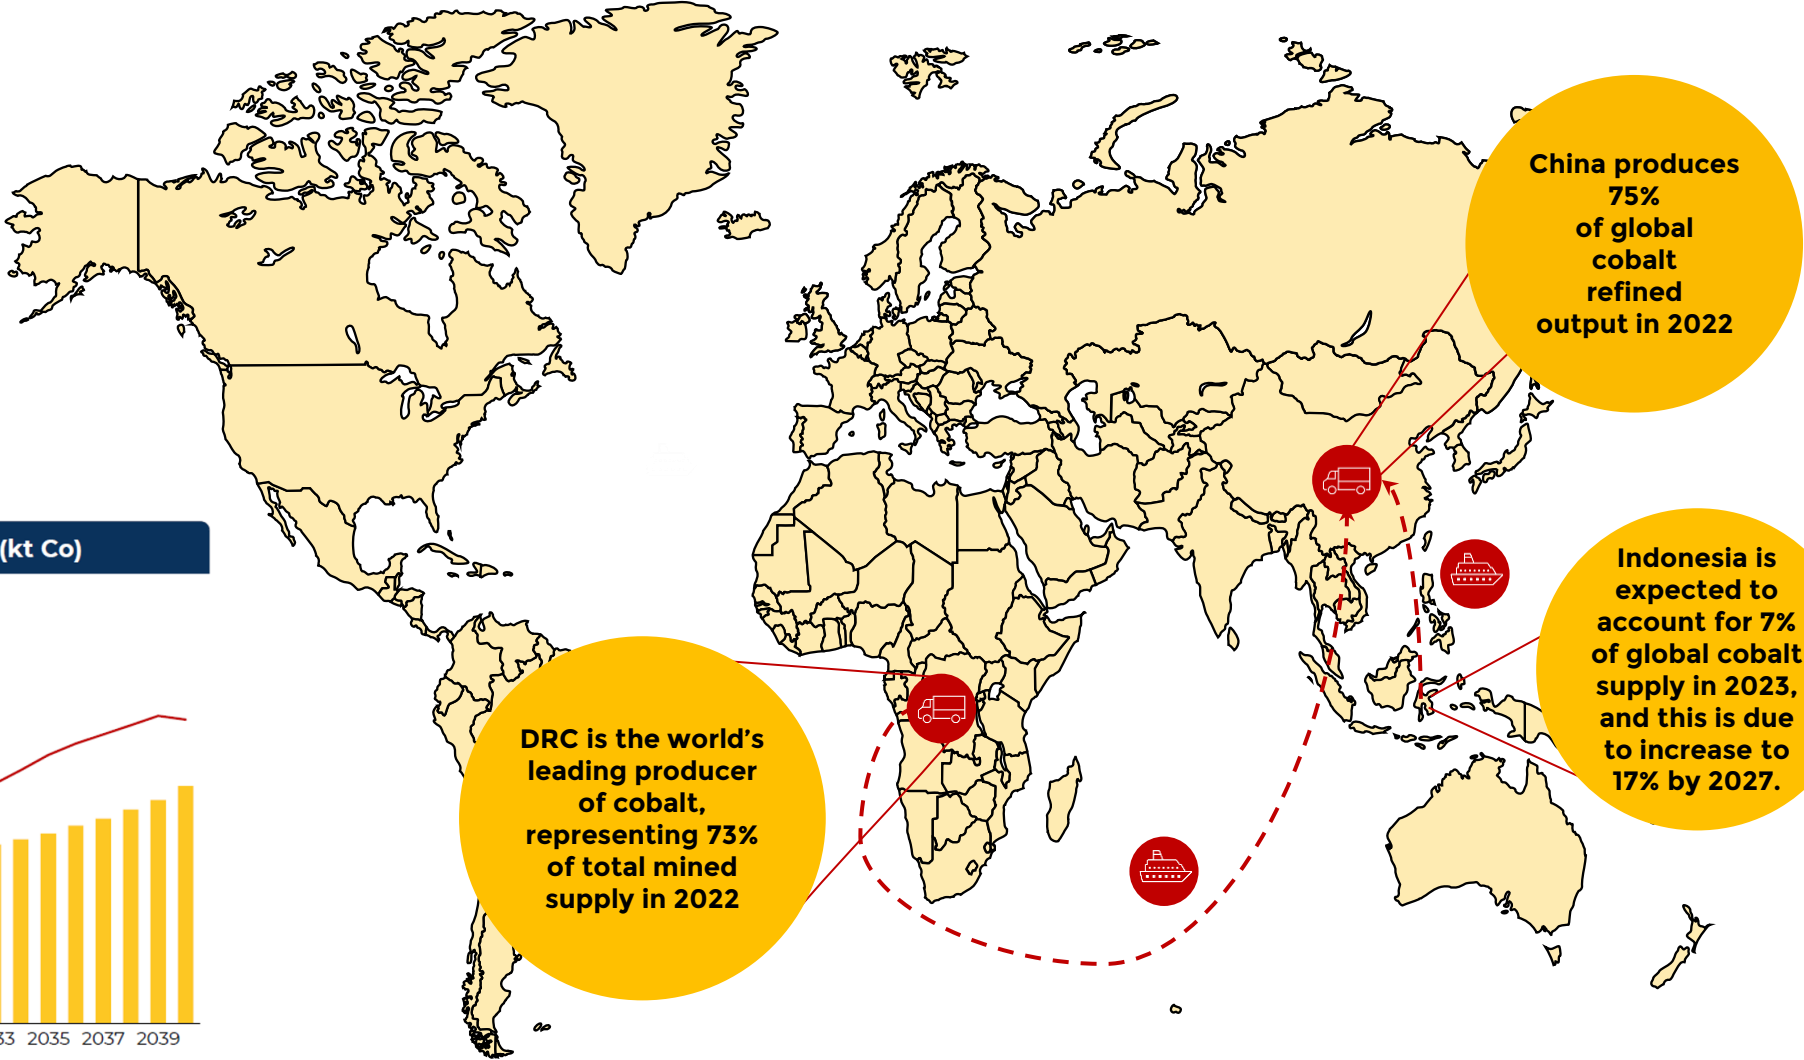 China produces
75%
of global
cobalt
refined
output in 2022
(kt Co)
Indonesia is
expected to
account for 7%
of global cobalt
supply in 2023,
and this is due
to increase to
17% by 2027.
DRC is the world's
leading producer
of cobalt,
representing 73%
of total mined
supply in 2022
33 2035 2037 2039